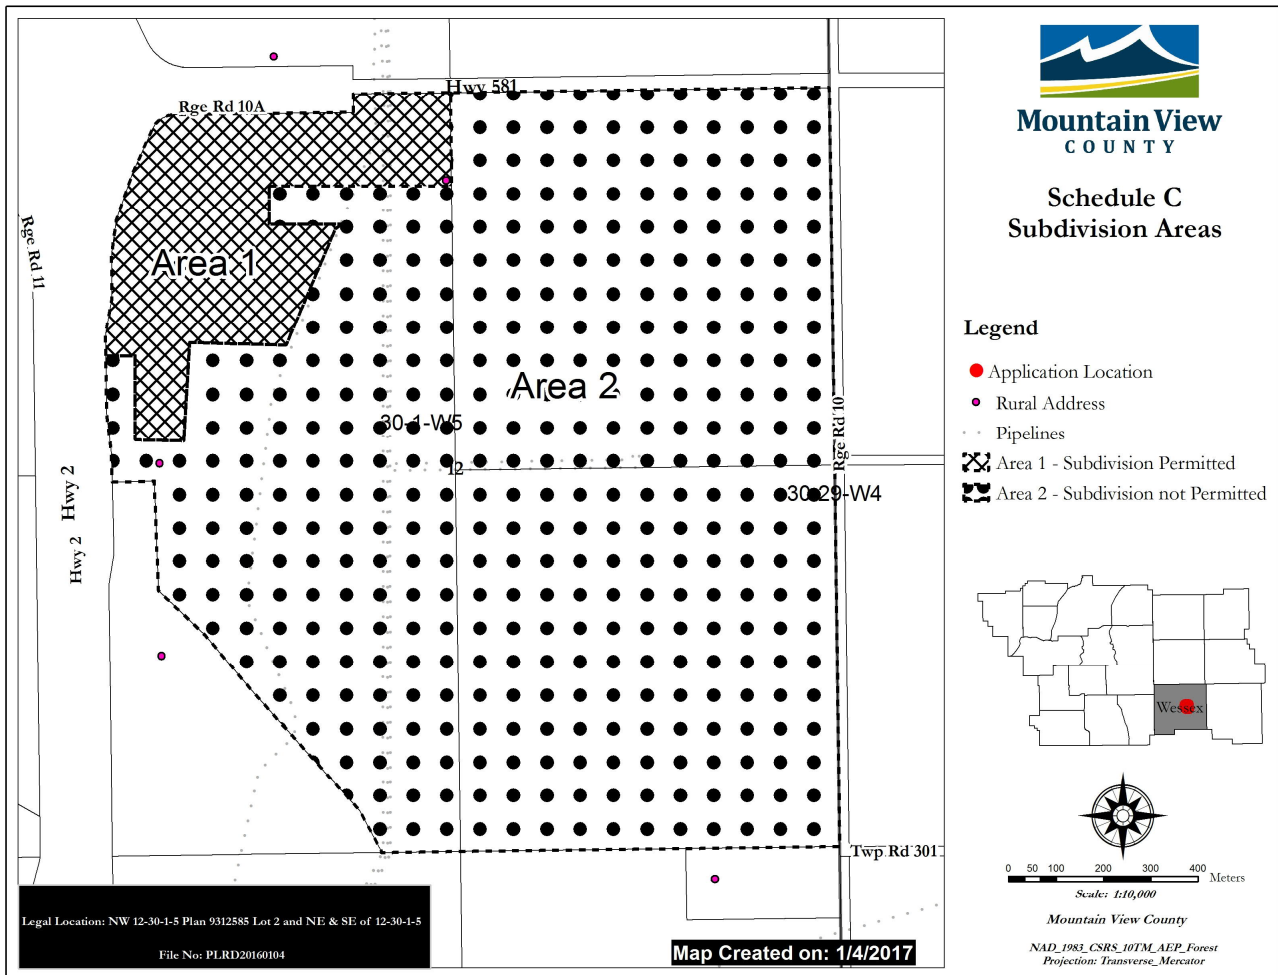 Hwy 581
Rge Rd 10A
Rge Rd 11
Area 1
Area 2
30-1-W5
12
Rge Rd 10
30-29-W4
Hwy 2
Hwy 2
Twp Rd 301
Legal Location: NW 12-30-1-5 Plan 9312585 Lot 2 and NE & SE of 12-30-1-5
File No: PLRD20160104
Map Created on: 1/4/2017
Mountain View
COUNTY
Schedule C
Subdivision Areas
Legend
Application Location
Rural Address
Pipelines
Area 1 - Subdivision Permitted
Area 2 - Subdivision not Permitted
Wessex
0 50 100 200 300 400
Meters
Scale: 1:10,000
Mountain View County
NAD_1983_CSRS_10TM_AEP_Forest
Projection: Transverse_Mercator